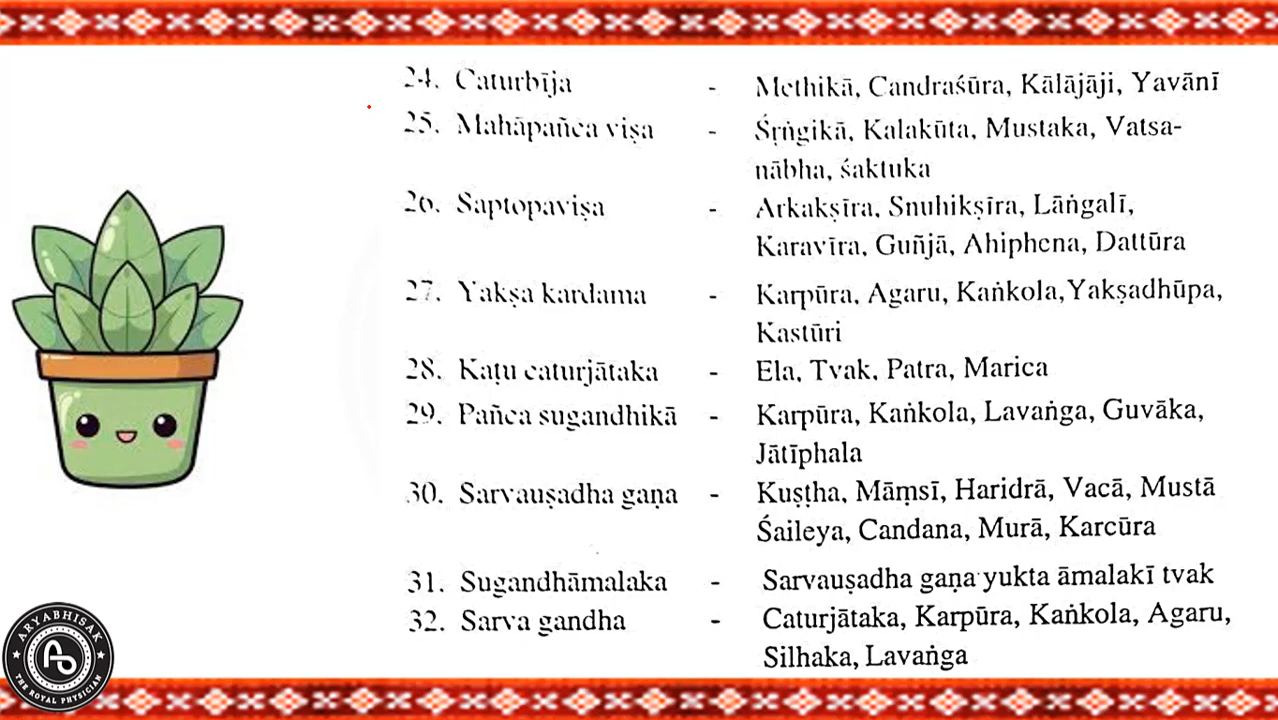 24. Caturbīja - Methikā, Candraśūra, Kālājāji, Yavānī
25. Mahāpañca viṣa - Śṛṅgikā, Kalakūta, Mustaka, Vatsa-
nābha, śaktuka
26. Saptopaviṣa - Arkakṣīra, Snuhikṣīra, Lāṅgalī,
Karavīra, Guñjā, Ahiphena, Dattūra
27. Yakṣa kardama - Karpūra, Agaru, Kaṅkola, Yakṣadhūpa,
Kastūri
28. Kaṭu caturjātaka - Ela, Tvak, Patra, Marica
29. Pañca sugandhikā - Karpūra, Kaṅkola, Lavaṅga, Guvāka,
Jātīphala
30. Sarvauṣadha gaṇa - Kuṣṭha, Māṃsī, Haridrā, Vacā, Mustā
Śaileya, Candana, Murā, Karcūra
31. Sugandhāmalaka - Sarvauṣadha gaṇa yukta āmalakī tvak
32. Sarva gandha - Caturjātaka, Karpūra, Kaṅkola, Agaru,
Silhaka, Lavaṅga
ARYABHISAK
THE ROYAL PHYSICIAN